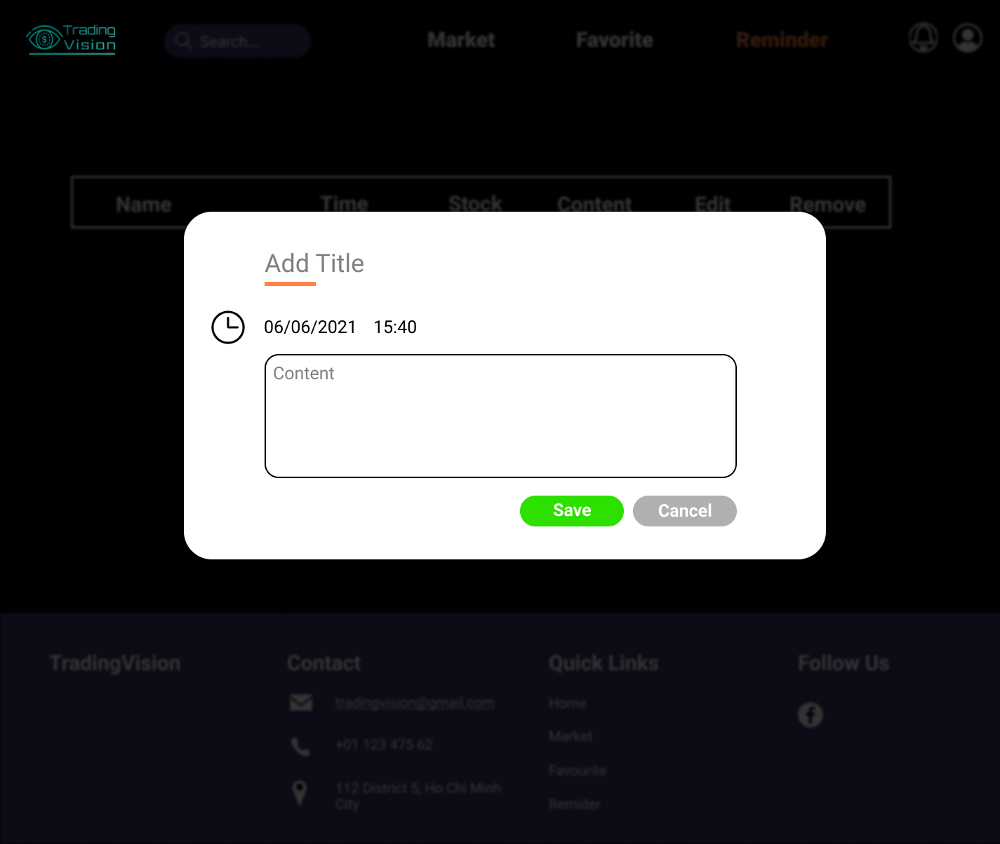 Trading
Vision
Search...
Market
Favorite
Reminder
Name
Time
Stock
Content
Edit
Remove
Add Title
06/06/2021 15:40
Content
Save
Cancel
TradingVision
Contact
Quick Links
Follow Us
tradingvision@gmail.com
Home
+01 123 475 62
Market
112 District 5, Ho Chi Minh
City
Favourite
Remider